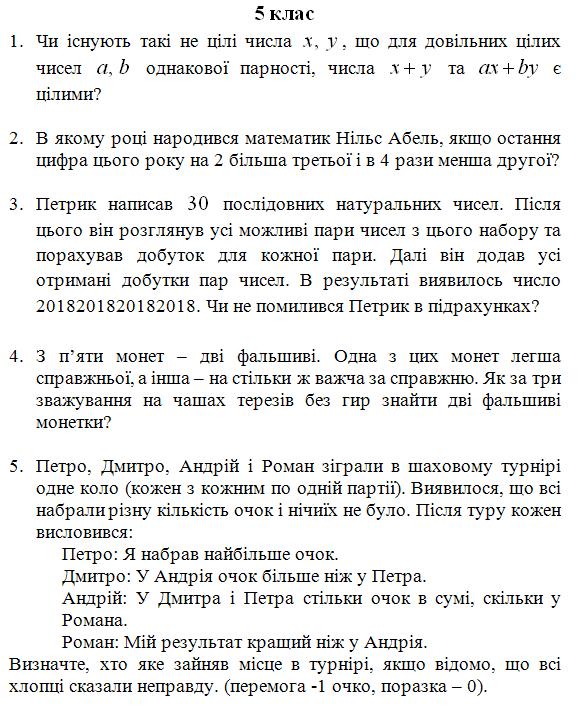 5 клас
1. Чи існують такі не цілі числа x, y, що для довільних цілих
чисел a, b однакової парності, числа x + y та ax + by є
цілими?
2. В якому році народився математик Нільс Абель, якщо остання
цифра цього року на 2 більша третьої і в 4 рази менша другої?
3. Петрик написав 30 послідовних натуральних чисел. Після
цього він розглянув усі можливі пари чисел з цього набору та
порахував добуток для кожної пари. Далі він додав усі
отримані добутки пар чисел. В результаті виявилось число
2018201820182018. Чи не помилився Петрик в підрахунках?
4. З п’яти монет – дві фальшиві. Одна з цих монет легша
справжньої, а інша – на стільки ж важча за справжню. Як за три
зважування на чашах терезів без гир знайти дві фальшиві
монетки?
5. Петро, Дмитро, Андрій і Роман зіграли в шаховому турнірі
одне коло (кожен з кожним по одній партії). Виявилося, що всі
набрали різну кількість очок і нічиїх не було. Після туру кожен
висловився:
Петро: Я набрав найбільше очок.
Дмитро: У Андрія очок більше ніж у Петра.
Андрій: У Дмитра і Петра стільки очок в сумі, скільки у
Романа.
Роман: Мій результат кращий ніж у Андрія.
Визначте, хто яке зайняв місце в турнірі, якщо відомо, що всі
хлопці сказали неправду. (перемога -1 очко, поразка – 0).